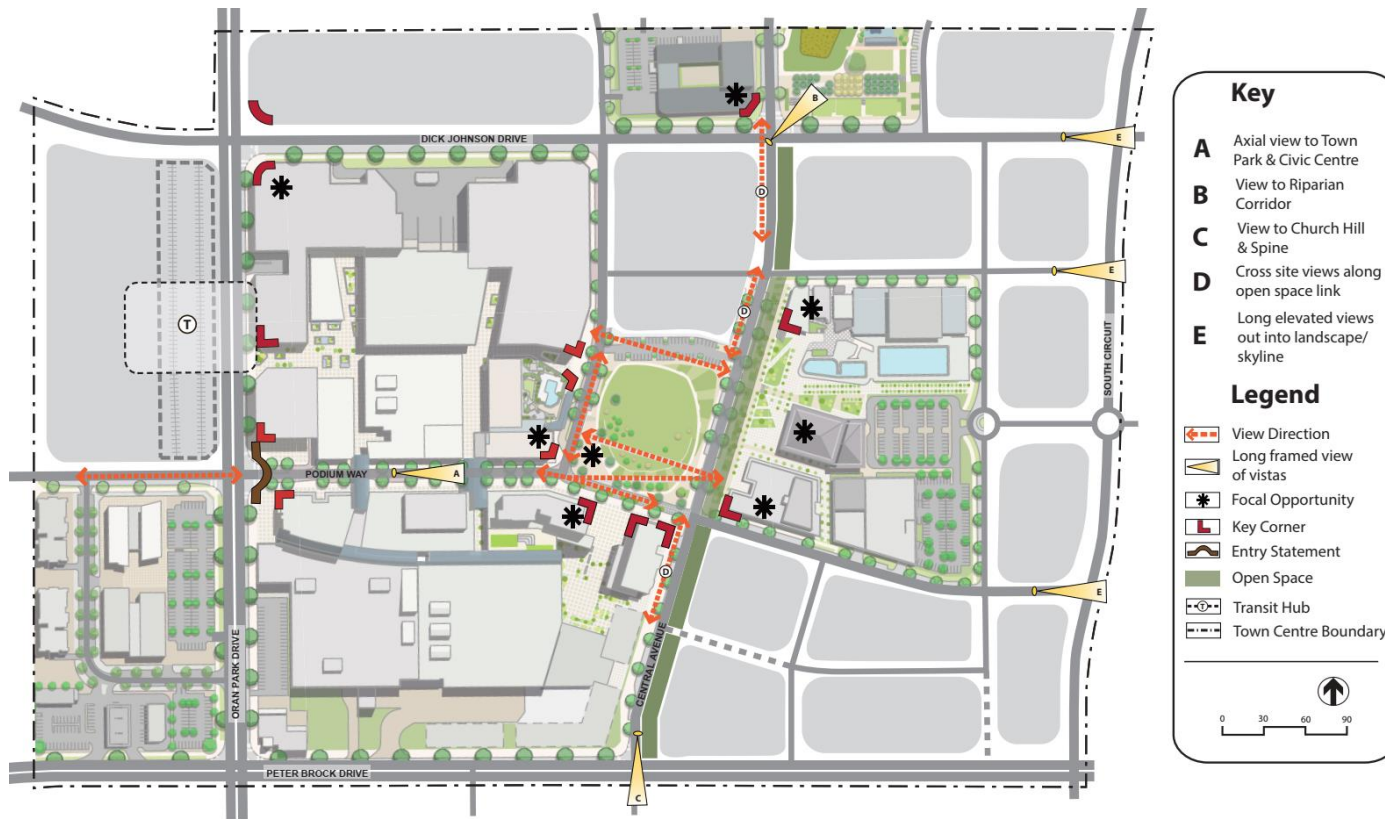 Key
A
Axial view to Town
Park & Civic Centre
B
View to Riparian
Corridor
C
View to Church Hill
& Spine
D
Cross site views along
open space link
E
Long elevated views
out into landscape/
skyline
Legend
View Direction
Long framed view
of vistas
Focal Opportunity
Key Corner
Entry Statement
Open Space
T
Transit Hub
Town Centre Boundary
0 30 60 90
B
DICK JOHNSON DRIVE
E
D
E
D
T
SOUTH CIRCUIT
PODIUM WAY
A
D
E
ORAN PARK DRIVE
CENTRAL AVENUE
PETER BROCK DRIVE
C